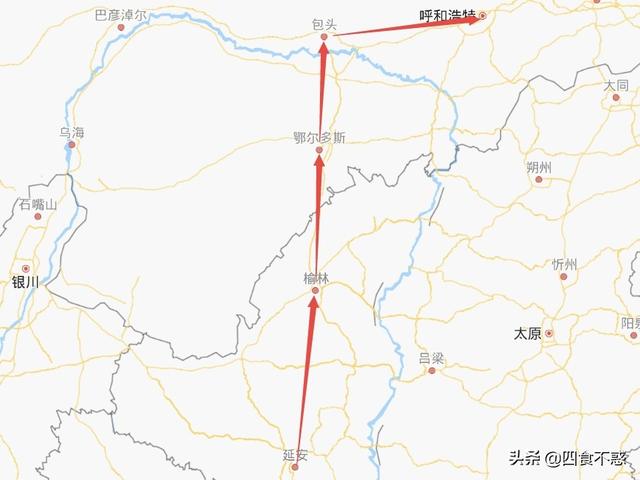 巴彦淖尔
包头
呼和浩特
大同
乌海
鄂尔多斯
朔州
石嘴山
银川
榆林
忻州
太原
阳泉
吕梁
延安
头条 @四食不惑